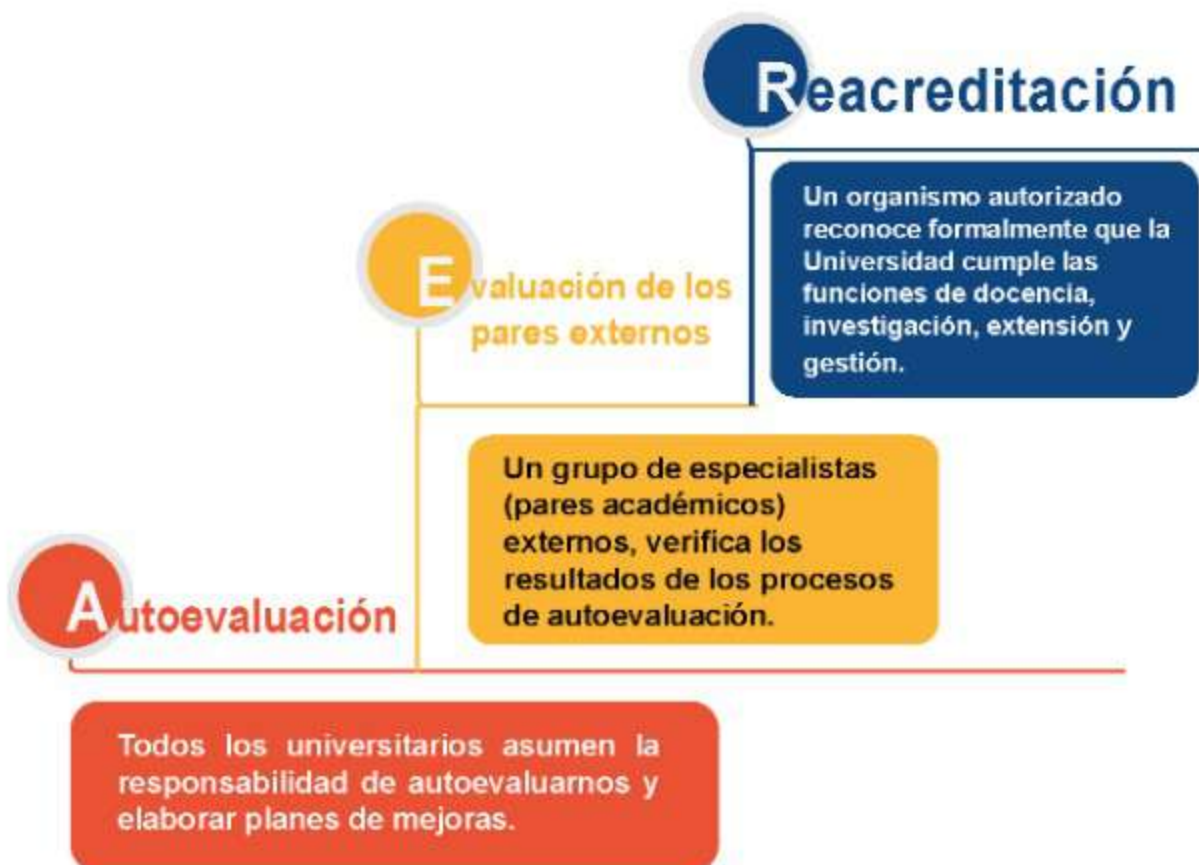 Reacreditación
Un organismo autorizado
reconoce formalmente que la
Universidad cumple las
funciones de docencia,
investigación, extensión y
gestión.
Evaluación de los
pares externos
Un grupo de especialistas
(pares académicos)
externos, verifica los
resultados de los procesos
de autoevaluación.
Autoevaluación
Todos los universitarios asumen la
responsabilidad de autoevaluarnos y
elaborar planes de mejoras.